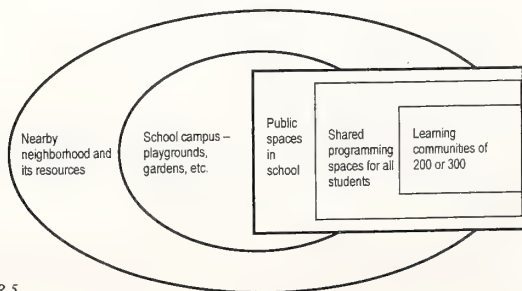 Nearby
neighborhood and
its resources
School campus –
playgrounds,
gardens, etc.
Public
spaces
in
school
Shared
programming
spaces for all
students
Learning
communities of
200 or 300